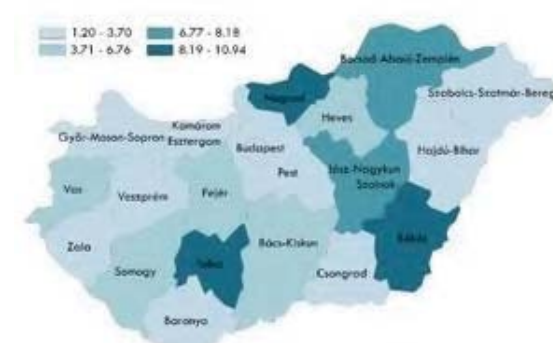 1.20 - 3.70
6.77 - 8.18
3.71 - 6.76
8.19 - 10.94
Borsod-Abaúj-Zemplén
Szabolcs-Szatmár-Bereg
Nógrád
Heves
Komárom
Győr-Moson-Sopron
Esztergom
Budapest
Hajdú-Bihar
Pest
Jász-Nagykun
Szolnok
Vas
Veszprém
Fejér
Zala
Bács-Kiskun
Békés
Somogy
Tolna
Csongrad
Baranya